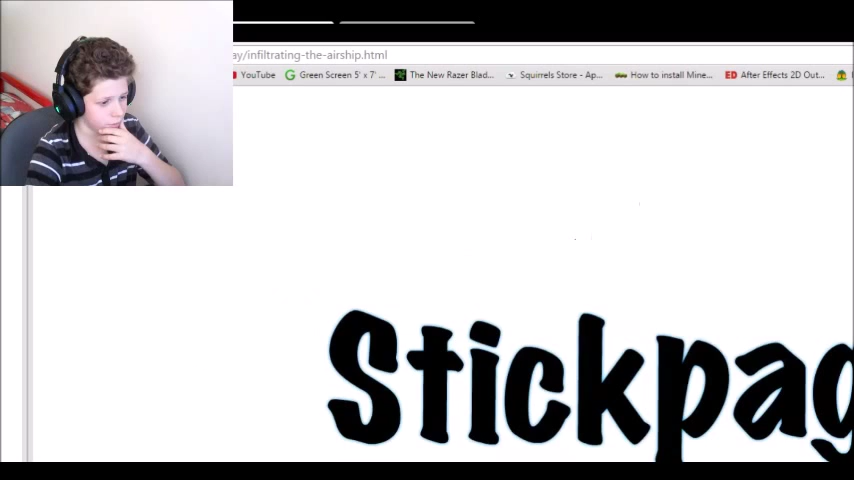 ay/infiltrating-the-airship.html
YouTube Green Screen 5' x 7' ... The New Razer Blad... Squirrels Store - Ap... How to install Mine... ED After Effects 2D Out...
Stickpag